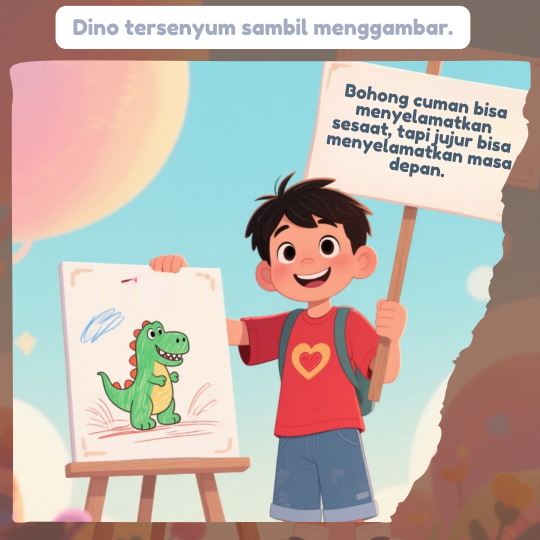 Dino tersenyum sambil menggambar.
Bohong cuman bisa
menyelamatkan
sesaat, tapi jujur bisa
menyelamatkan masa
depan.